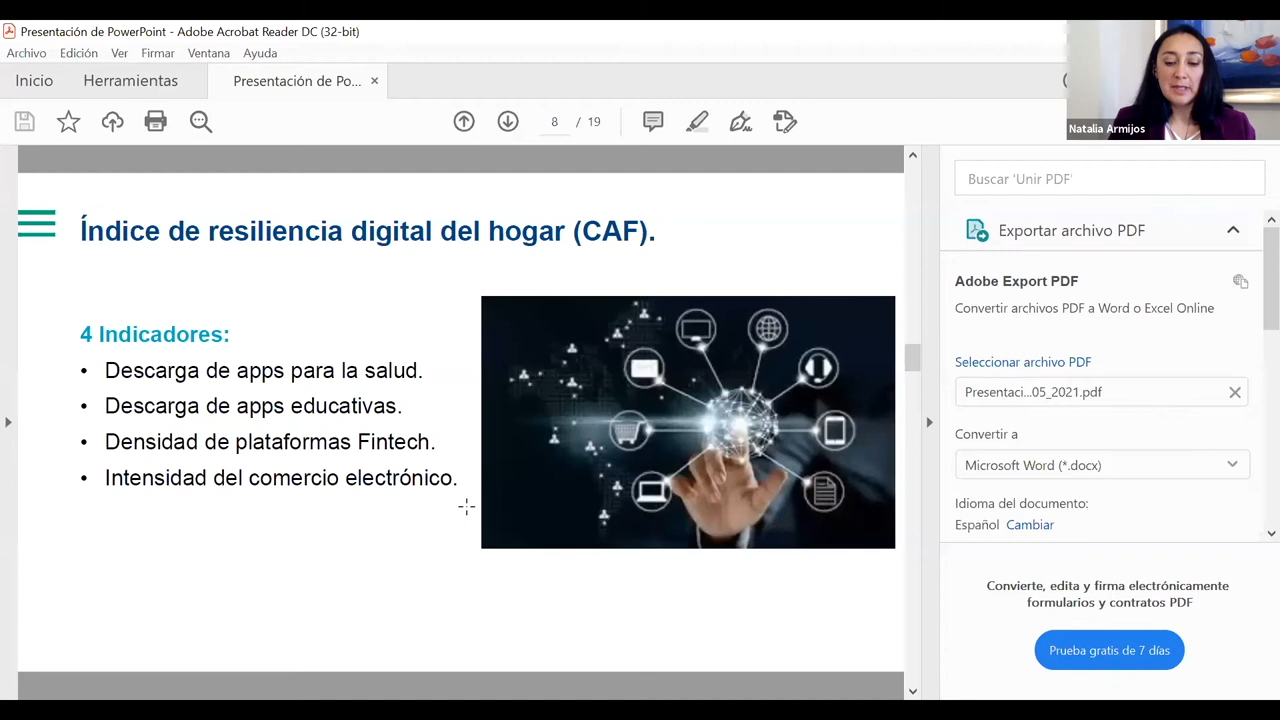 Presentación de PowerPoint - Adobe Acrobat Reader DC (32-bit)
Archivo Edición Ver Firmar Ventana Ayuda
Inicio Herramientas Presentación de Po... ×
8 / 19
Natalia Armijos
Índice de resiliencia digital del hogar (CAF).
4 Indicadores:
• Descarga de apps para la salud.
• Descarga de apps educativas.
• Densidad de plataformas Fintech.
• Intensidad del comercio electrónico.
Buscar 'Unir PDF'
Exportar archivo PDF
Adobe Export PDF
Convertir archivos PDF a Word o Excel Online
Seleccionar archivo PDF
Presentaci...05_2021.pdf
Convertir a
Microsoft Word (*.docx)
Idioma del documento:
Español Cambiar
Convierte, edita y firma electrónicamente
formularios y contratos PDF
Prueba gratis de 7 días